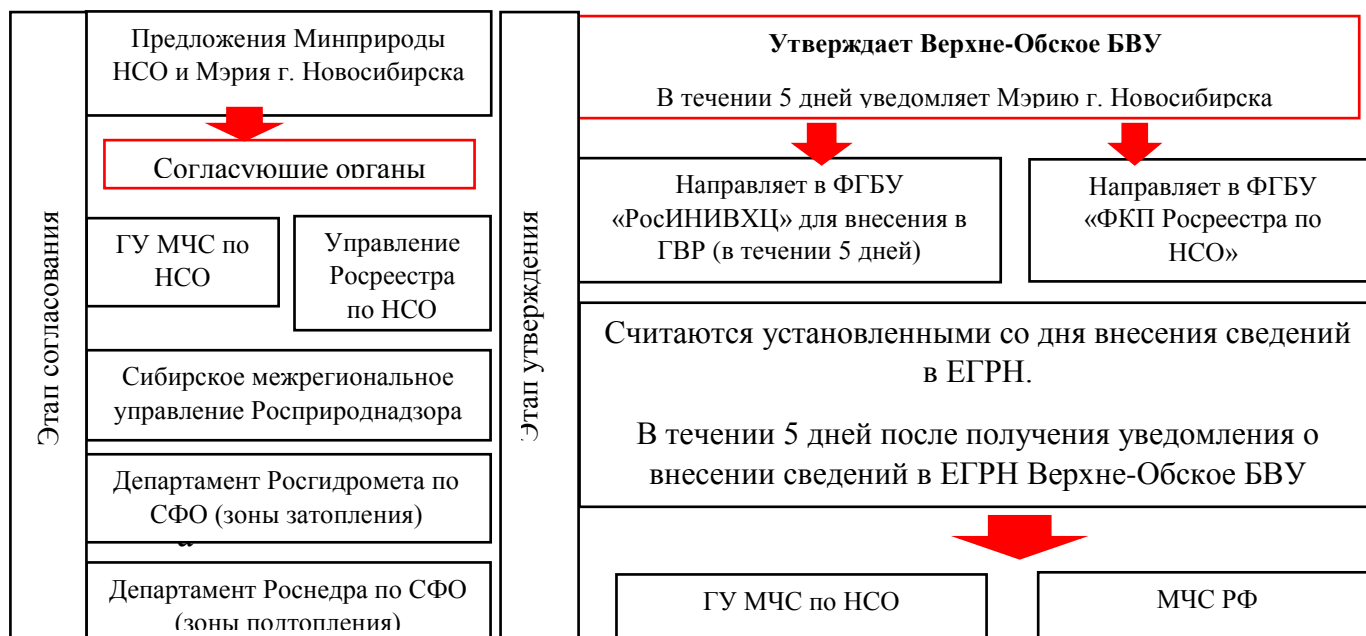 Этап согласования
Предложения Минприроды
НСО и Мэрия г. Новосибирска
Согласующие органы
ГУ МЧС по
НСО
Управление
Росреестра
по НСО
Сибирское межрегиональное
управление Росприроднадзора
Департамент Росгидромета по
СФО (зоны затопления)
Департамент Роснедра по СФО
(зоны подтопления)
Этап утверждения
Утверждает Верхне-Обское БВУ
В течении 5 дней уведомляет Мэрию г. Новосибирска
Направляет в ФГБУ
«РосИНИВХЦ» для внесения в
ГВР (в течении 5 дней)
Направляет в ФГБУ
«ФКП Росреестра по
НСО»
Считаются установленными со дня внесения сведений
в ЕГРН.
В течении 5 дней после получения уведомления о
внесении сведений в ЕГРН Верхне-Обское БВУ
ГУ МЧС по НСО
МЧС РФ